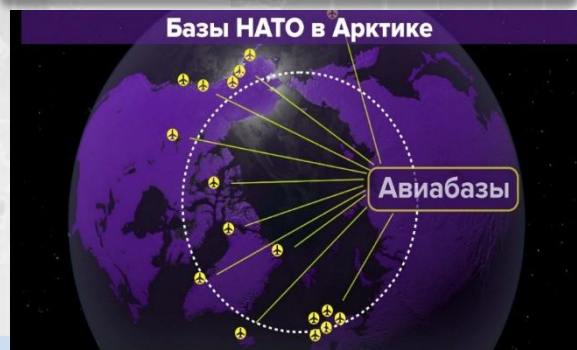 Базы НАТО в Арктике
Авиабазы